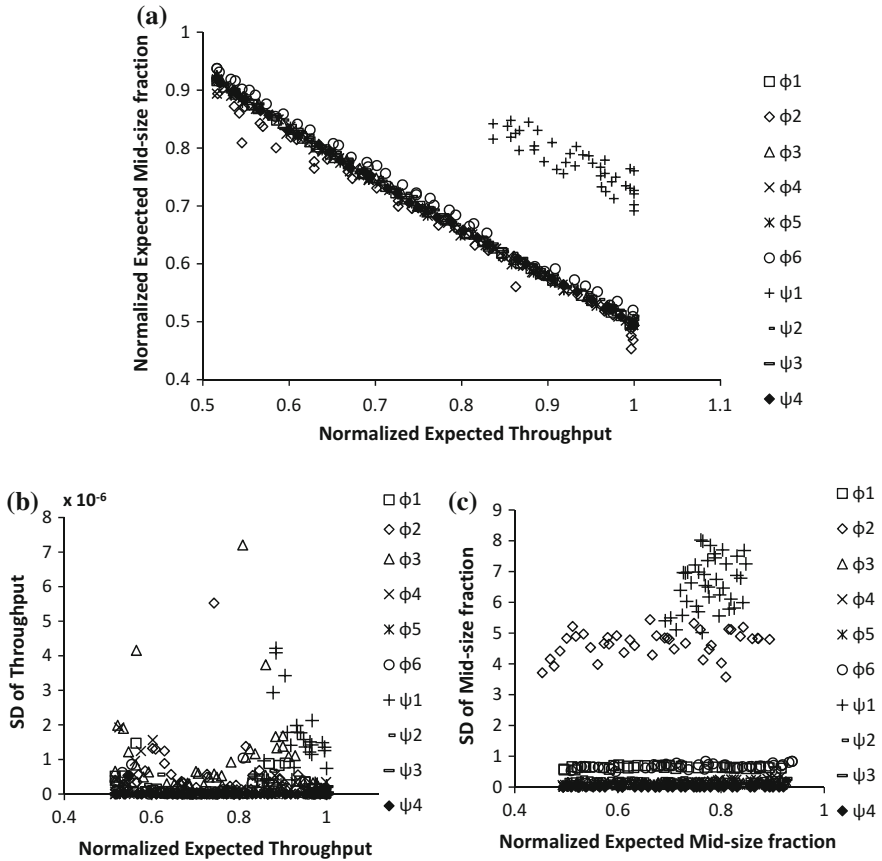 (a)
Normalized Expected Mid-size fraction
1
0.9
0.8
0.7
0.6
0.5
0.4
0.5
0.6
0.7
0.8
0.9
1
1.1
Normalized Expected Throughput
ϕ1
ϕ2
ϕ3
ϕ4
ϕ5
ϕ6
ψ1
ψ2
ψ3
ψ4
(b)
x 10⁻⁶
SD of Throughput
8
7
6
5
4
3
2
1
0
0.4
0.6
0.8
1
Normalized Expected Throughput
ϕ1
ϕ2
ϕ3
ϕ4
ϕ5
ϕ6
ψ1
ψ2
ψ3
ψ4
(c)
SD of Mid-size fraction
9
8
7
6
5
4
3
2
1
0
0.4
0.6
0.8
1
Normalized Expected Mid-size fraction
ϕ1
ϕ2
ϕ3
ϕ4
ϕ5
ϕ6
ψ1
ψ2
ψ3
ψ4